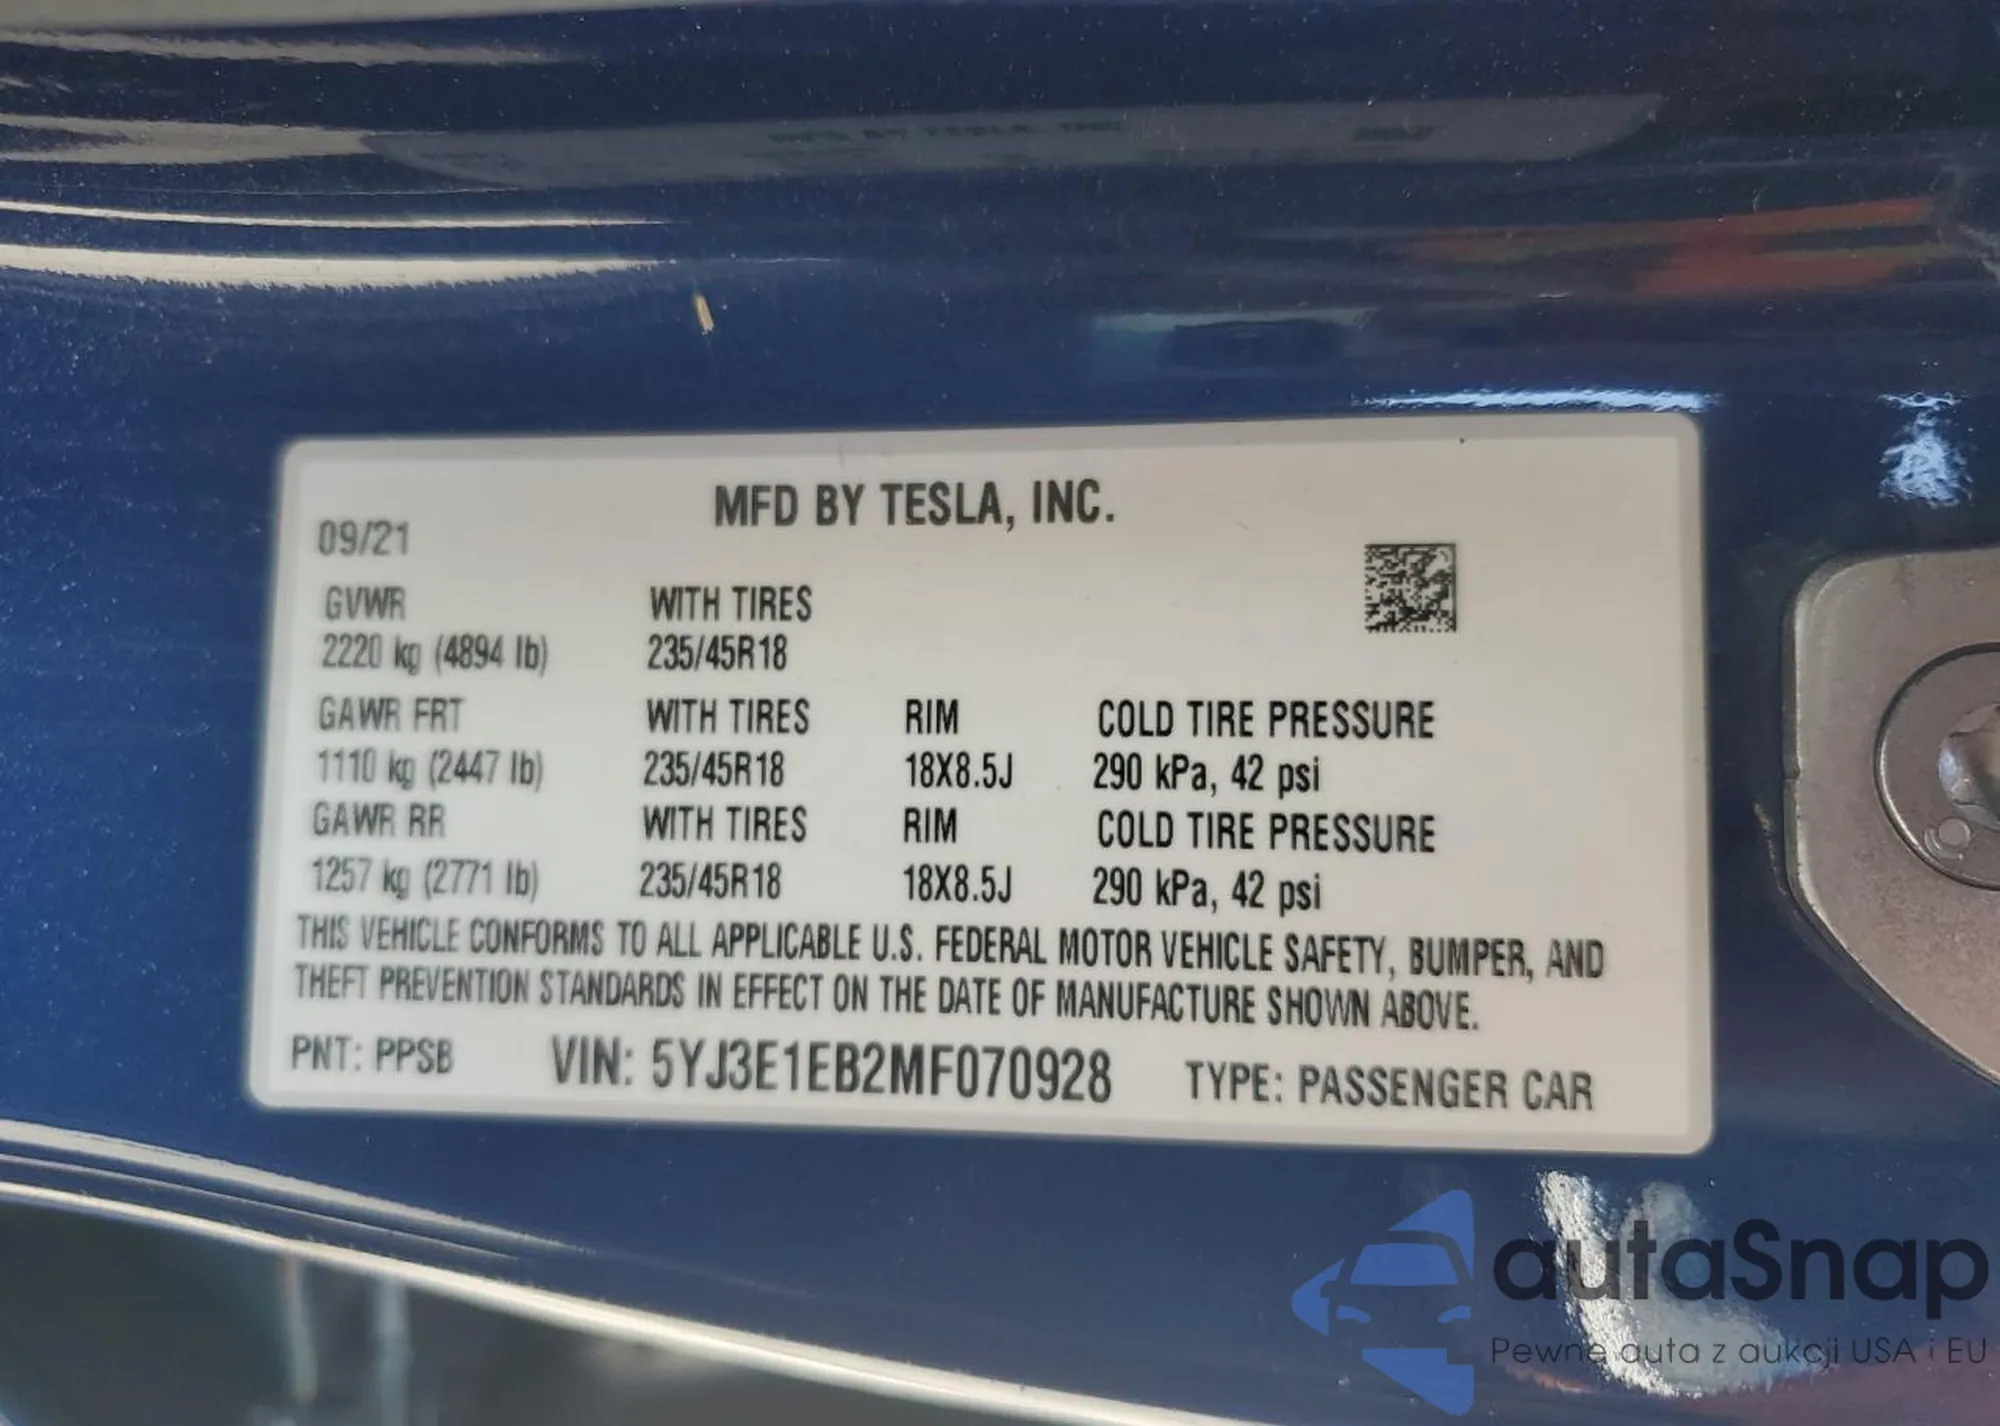 MFD BY TESLA, INC.
09/21
GVWR WITH TIRES
2220 kg (4894 lb) 235/45R18
GAWR FRT WITH TIRES RIM COLD TIRE PRESSURE
1110 kg (2447 lb) 235/45R18 18X8.5J 290 kPa, 42 psi
GAWR RR WITH TIRES RIM COLD TIRE PRESSURE
1257 kg (2771 lb) 235/45R18 18X8.5J 290 kPa, 42 psi
THIS VEHICLE CONFORMS TO ALL APPLICABLE U.S. FEDERAL MOTOR VEHICLE SAFETY, BUMPER, AND
THEFT PREVENTION STANDARDS IN EFFECT ON THE DATE OF MANUFACTURE SHOWN ABOVE.
PNT: PPSB VIN: 5YJ3E1EB2MF070928 TYPE: PASSENGER CAR
autaSnap
Pewne auta z aukcji USA i EU